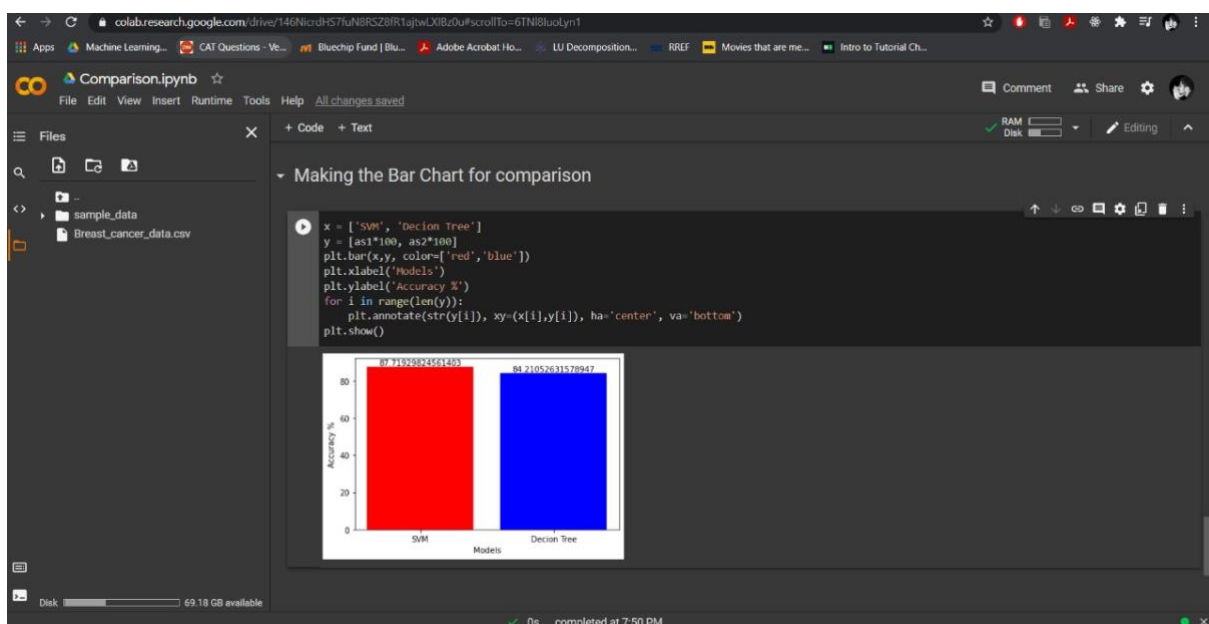 colab.research.google.com/drive/146NicrdHS7fuN8RSZ8fR1ajtwLXIBz0u#scrollTo=6TNl8luoLyn1
Apps Machine Learning... CAT Questions - Ve... Bluechip Fund | Blu... Adobe Acrobat Ho... LU Decomposition... RREF Movies that are me... Intro to Tutorial Ch...
CO Comparison.ipynb
File Edit View Insert Runtime Tools Help All changes saved
Comment Share
Files
+ Code + Text
RAM
Disk
Editing
..
sample_data
Breast_cancer_data.csv
Making the Bar Chart for comparison
x = ['SVM', 'Decion Tree']
y = [as1*100, as2*100]
plt.bar(x,y, color=['red','blue'])
plt.xlabel('Models')
plt.ylabel('Accuracy %')
for i in range(len(y)):
plt.annotate(str(y[i]), xy=(x[i],y[i]), ha='center', va='bottom')
plt.show()
87.71929824561403
84.21052631578947
80
60
40
20
0
Accuracy %
SVM Decion Tree
Models
Disk 69.18 GB available
0s completed at 7:50 PM